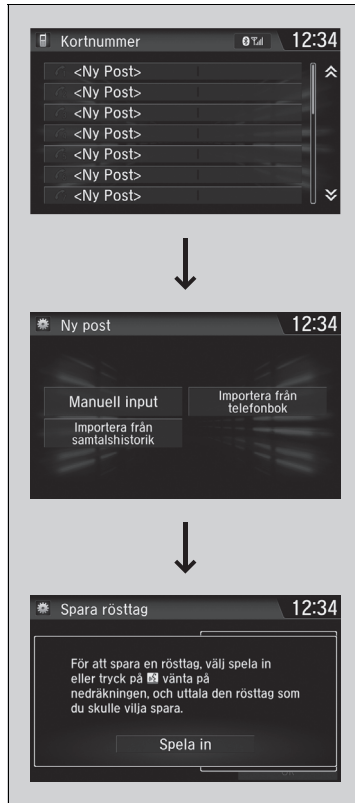 Kortnummer 12:34
<Ny Post>
<Ny Post>
<Ny Post>
<Ny Post>
<Ny Post>
<Ny Post>
<Ny Post>
Ny post 12:34
Manuell input
Importera från
telefonbok
Importera från
samtalshistorik
Spara rösttag 12:34
För att spara en rösttag, välj spela in
eller tryck på vänta på
nedräkningen, och uttala den rösttag som
du skulle vilja spara.
Spela in